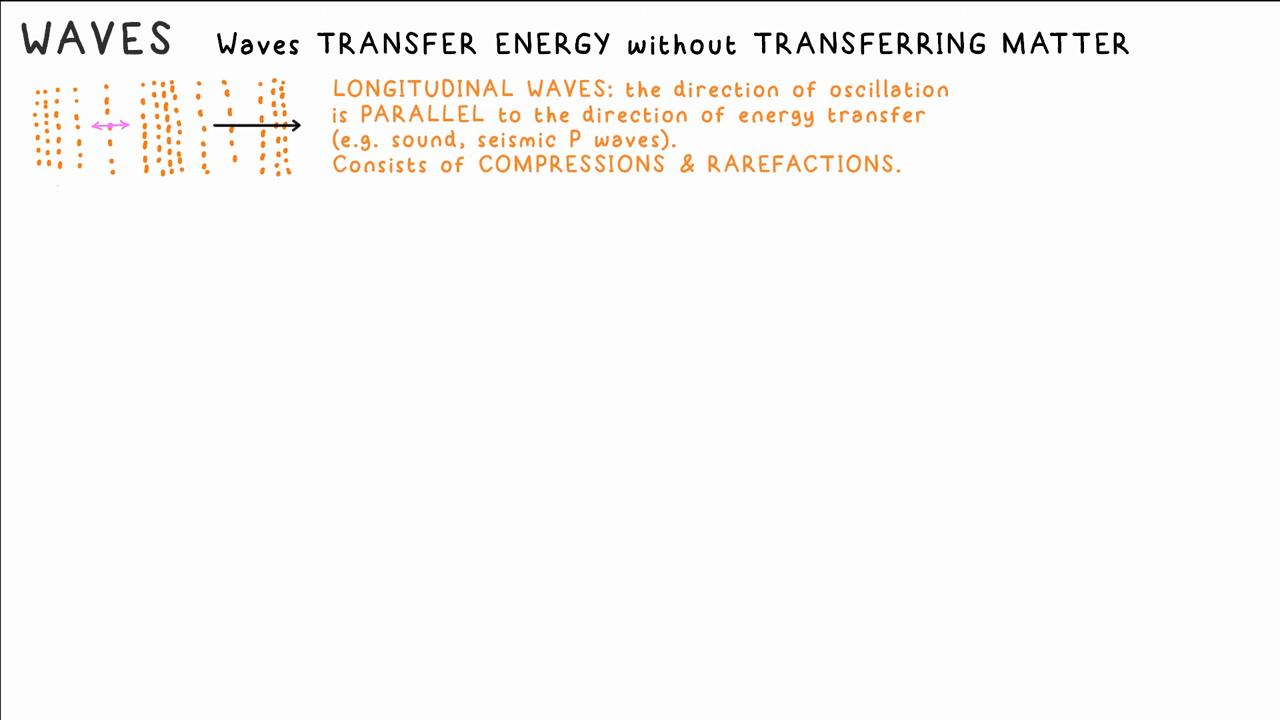 WAVES Waves TRANSFER ENERGY without TRANSFERRING MATTER
LONGITUDINAL WAVES: the direction of oscillation
is PARALLEL to the direction of energy transfer
(e.g. sound, seismic P waves).
Consists of COMPRESSIONS & RAREFACTIONS.